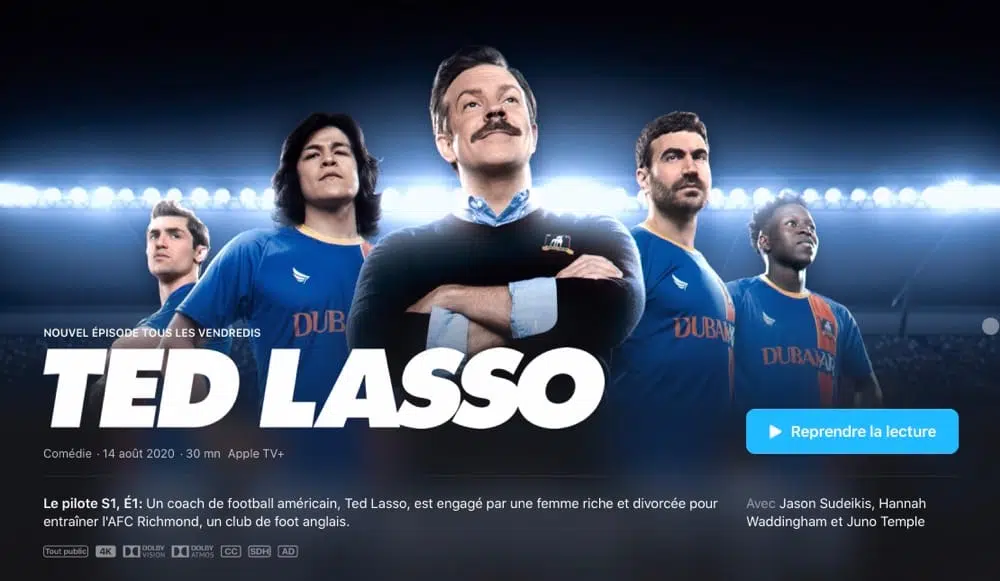 NOUVEL ÉPISODE TOUS LES VENDREDIS
TED LASSO
Comédie · 14 août 2020 · 30 mn Apple TV+
Reprendre la lecture
Le pilote S1, É1: Un coach de football américain, Ted Lasso, est engagé par une femme riche et divorcée pour
entraîner l'AFC Richmond, un club de foot anglais.
Avec Jason Sudeikis, Hannah
Waddingham et Juno Temple
Tout public 4K DOLBY VISION DOLBY ATMOS CC SDH AD